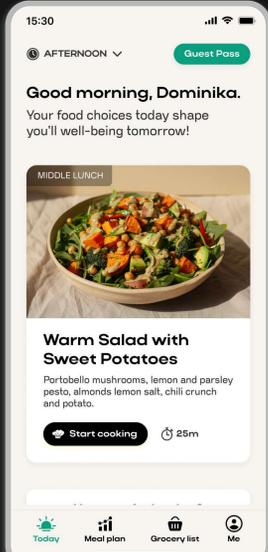 15:30
AFTERNOON
Guest Pass
Good morning, Dominika.
Your food choices today shape
you'll well-being tomorrow!
MIDDLE LUNCH
Warm Salad with
Sweet Potatoes
Portobello mushrooms, lemon and parsley
pesto, almonds lemon salt, chili crunch
and potato.
Start cooking
25m
Today
Meal plan
Grocery list
Me